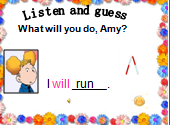 Listen and guess
What will you do, Amy?
I will run.